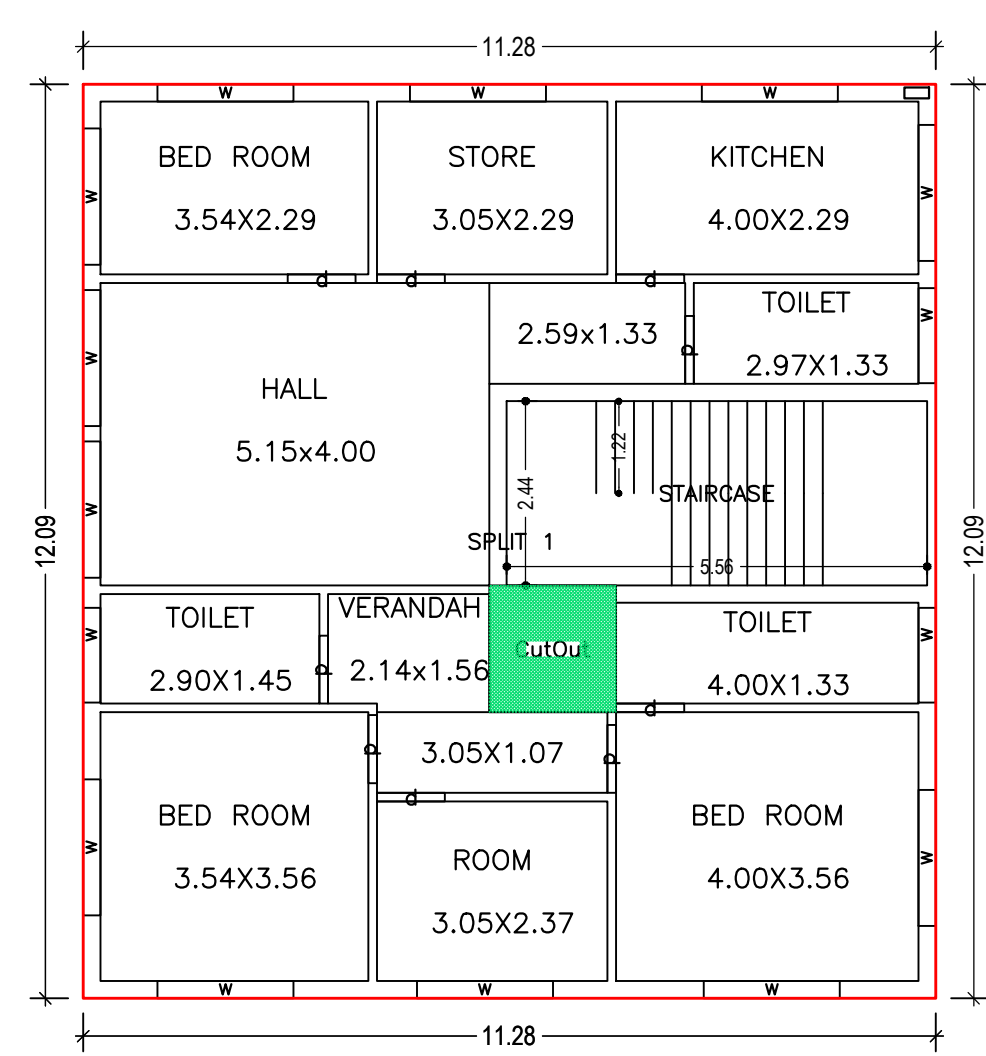 11.28
W W W
BED ROOM STORE KITCHEN
3.54X2.29 3.05X2.29 4.00X2.29
W W
d d d
TOILET
W
2.59x1.33
d
2.97X1.33
W
HALL
5.15x4.00
1.22
2.44
STAIRCASE
W
SPLIT 1
5.56
12.09
12.09
VERANDAH
TOILET TOILET
W W
CutOut
d
2.90X1.45 2.14x1.56 4.00X1.33
d
d 3.05X1.07 d
d
BED ROOM BED ROOM
W
ROOM
W
3.54X3.56 4.00X3.56
3.05X2.37
W W W
11.28